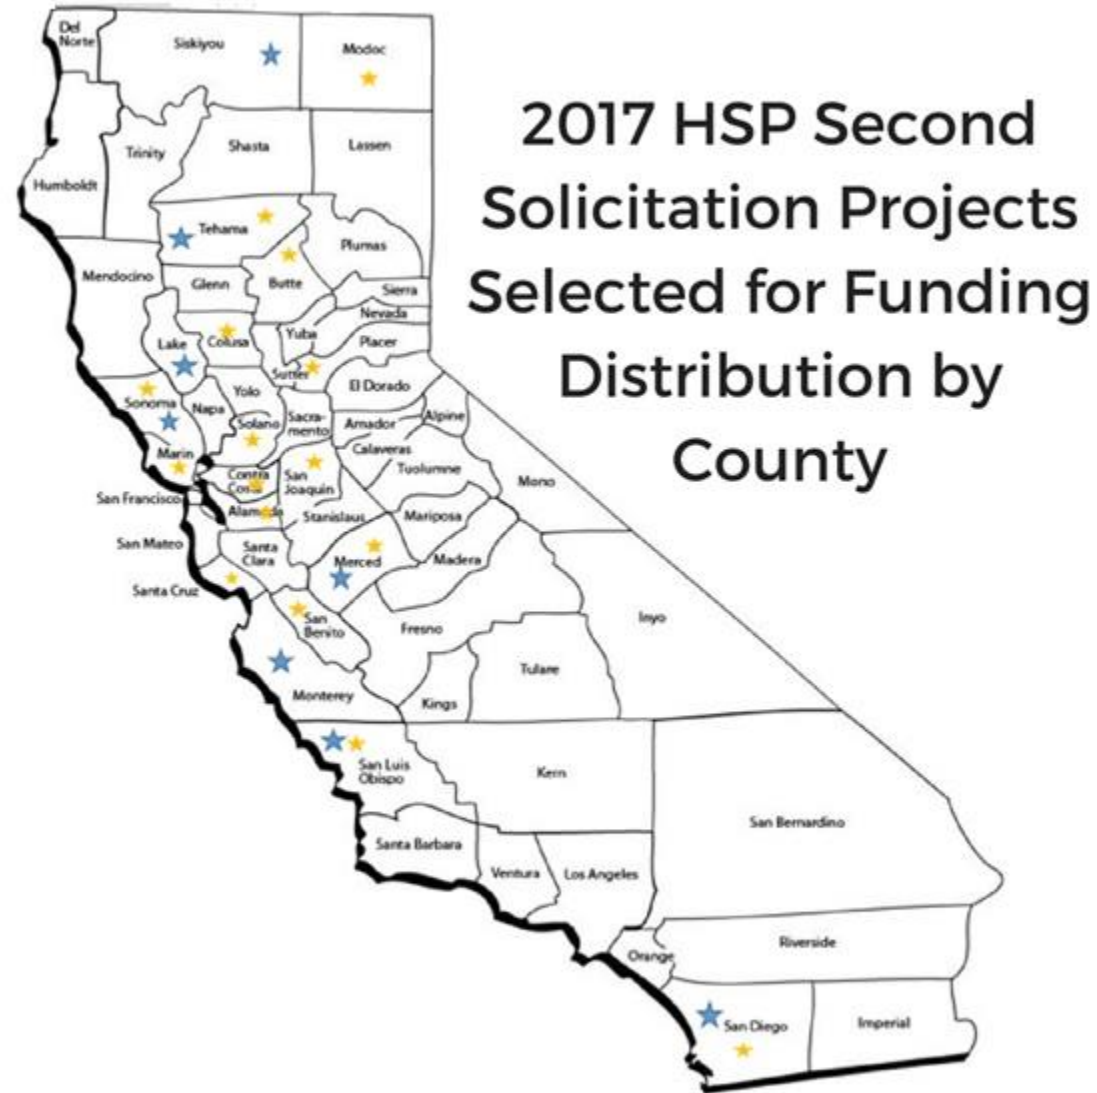 2017 HSP Second
Solicitation Projects
Selected for Funding
Distribution by
County
Del
Norte
Siskiyou
Modoc
Humboldt
Trinity
Shasta
Lassen
Tehama
Plumas
Mendocino
Glenn
Butte
Sierra
Nevada
Lake
Colusa
Yuba
Placer
Sutter
Sonoma
Napa
Yolo
El Dorado
Solano
Sacra-
mento
Amador
Alpine
Marin
Calaveras
Contra
Costa
San
Joaquin
Tuolumne
Mono
San Francisco
Alameda
Stanislaus
Mariposa
San Mateo
Santa
Clara
Merced
Madera
Santa Cruz
San
Benito
Fresno
Inyo
Monterey
Kings
Tulare
San Luis
Obispo
Kern
San Bernardino
Santa Barbara
Ventura
Los Angeles
Orange
Riverside
San Diego
Imperial